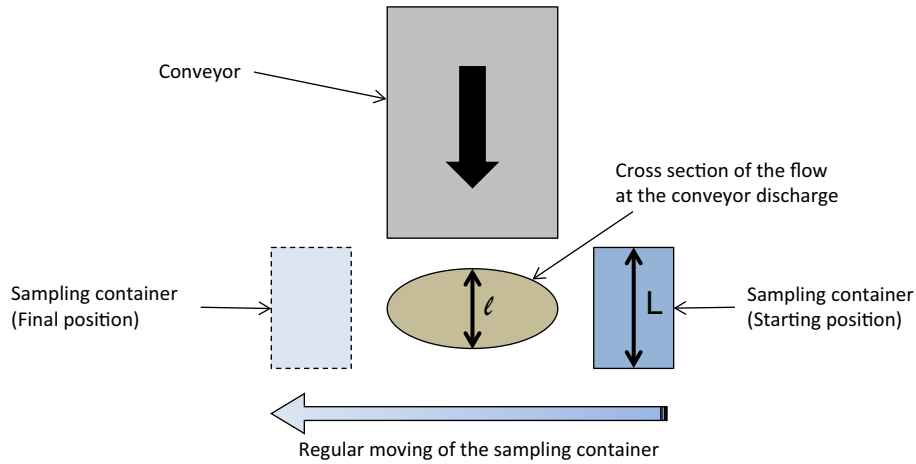 Conveyor
Cross section of the flow
at the conveyor discharge
Sampling container
(Final position)
ℓ
L
Sampling container
(Starting position)
Regular moving of the sampling container